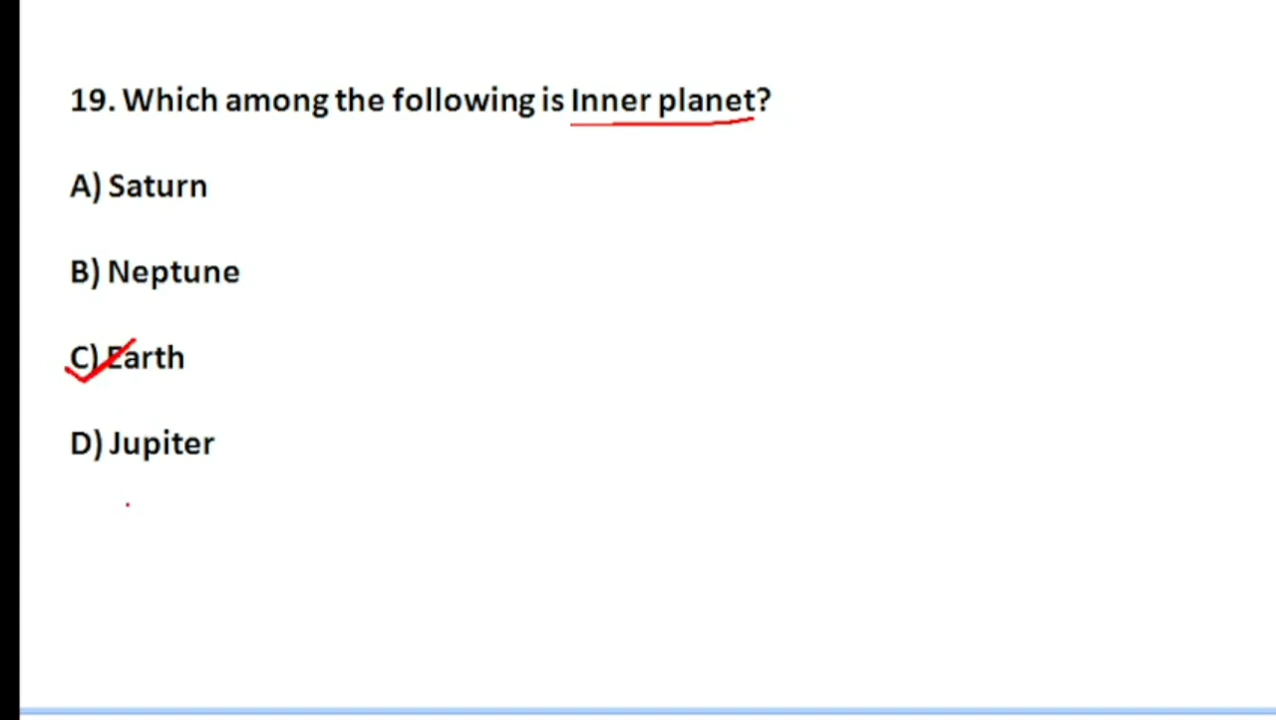 19. Which among the following is Inner planet?
A) Saturn
B) Neptune
C) Earth
D) Jupiter